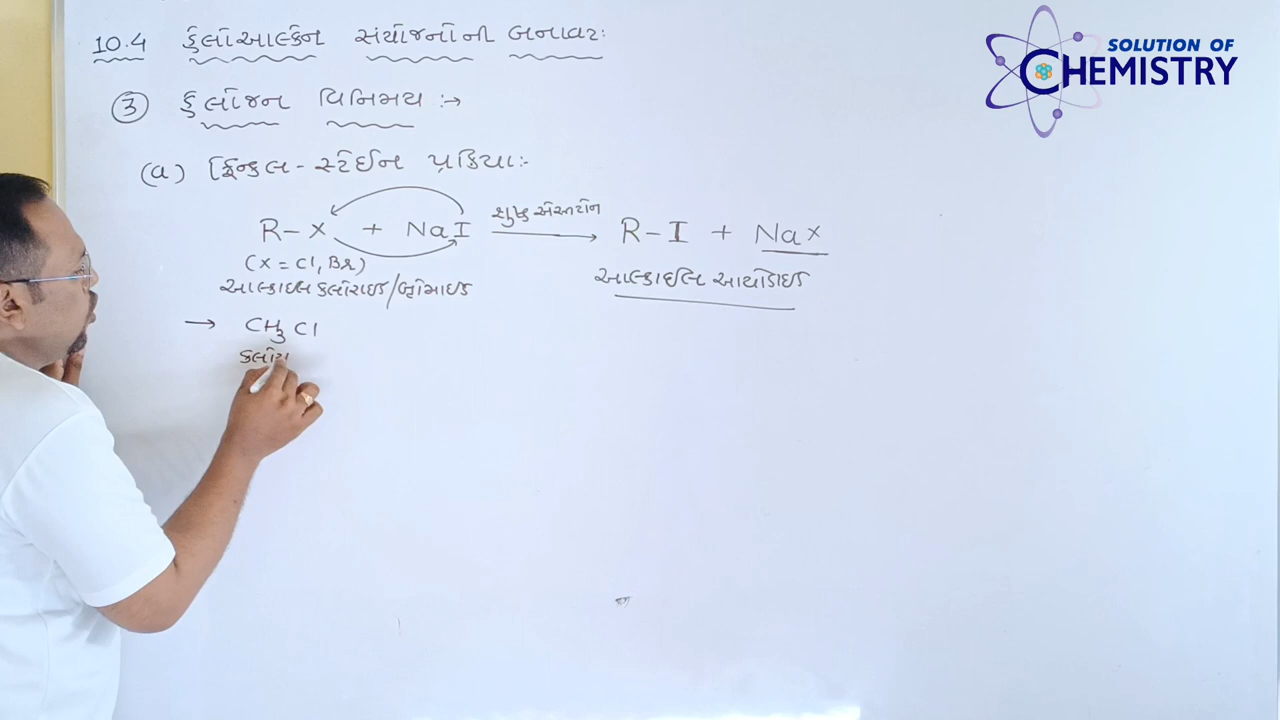 SOLUTION OF
CHEMISTRY
10.4 હેલોઆલ્કેન સંયોજનોની બનાવટ:
(3) હેલોજન વિનિમય :→
(a) ફિન્કલ-સ્ટેઈન પ્રક્રિયા:-
R-X + NaI શુષ્ક એસિટોન → R-I + NaX
(X = Cl, Br)
આલ્કાઈલ ક્લોરાઈડ/બ્રોમાઈડ આલ્કાઈલ આયોડાઈડ
→ CH3Cl
ક્લોરો